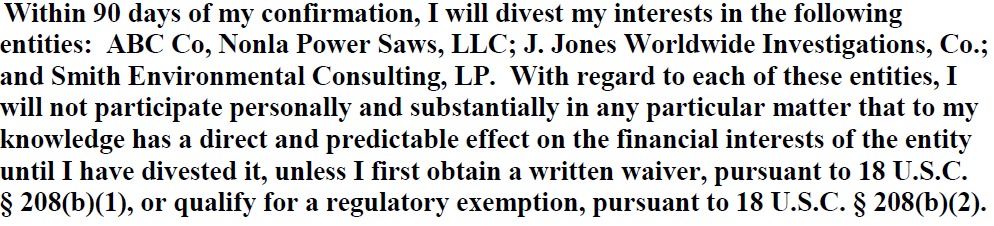 Within 90 days of my confirmation, I will divest my interests in the following
entities:  ABC Co, Nonla Power Saws, LLC; J. Jones Worldwide Investigations, Co.;
and Smith Environmental Consulting, LP.  With regard to each of these entities, I
will not participate personally and substantially in any particular matter that to my
knowledge has a direct and predictable effect on the financial interests of the entity
until I have divested it, unless I first obtain a written waiver, pursuant to 18 U.S.C.
§ 208(b)(1), or qualify for a regulatory exemption, pursuant to 18 U.S.C. § 208(b)(2).